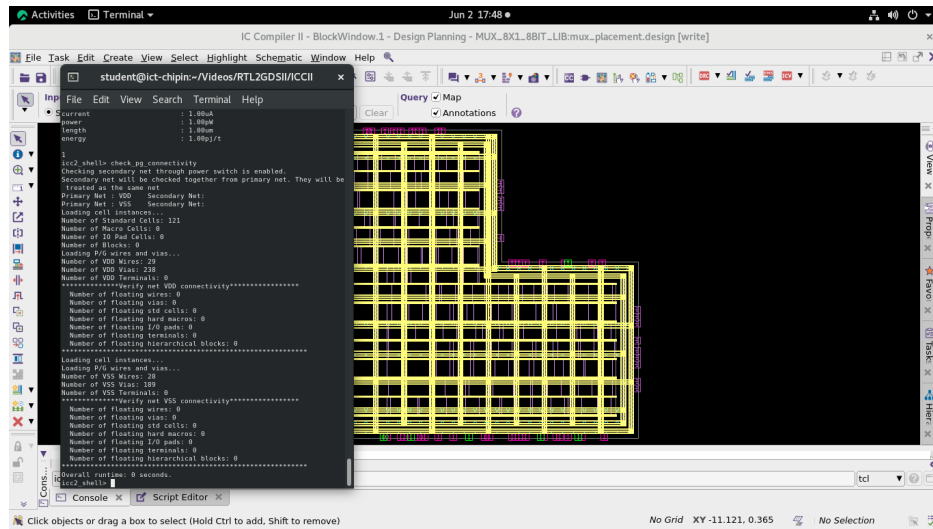 Activities
Terminal
Jun 2 17:48
IC Compiler II - BlockWindow.1 - Design Planning - MUX_8X1_8BIT_LIB:mux_placement.design [write]
File Edit Task Create View Select Highlight Schematic Window Help
student@ict-chipin:~/Videos/RTL2GDSII/ICCII
File Edit View Search Terminal Help
Clear
Query
Map
Annotations
current : 1.00uA
power : 1.00pW
length : 1.00um
energy : 1.00pj/t
1
icc2_shell> check_pg_connectivity
Checking secondary net through power switch is enabled.
Secondary net will be checked together from primary net. They will be
treated as the same net
Primary Net : VDD Secondary Net:
Primary Net : VSS Secondary Net:
Loading cell instances...
Number of Standard Cells: 121
Number of Macro Cells: 0
Number of IO Pad Cells: 0
Number of Blocks: 0
Loading P/G wires and vias...
Number of VDD Wires: 29
Number of VDD Vias: 238
Number of VDD Terminals: 0
**************Verify net VDD connectivity*****************
Number of floating wires: 0
Number of floating vias: 0
Number of floating std cells: 0
Number of floating hard macros: 0
Number of floating I/O pads: 0
Number of floating terminals: 0
Number of floating hierarchical blocks: 0
************************************************************
Loading cell instances...
Loading P/G wires and vias...
Number of VSS Wires: 28
Number of VSS Vias: 189
Number of VSS Terminals: 0
**************Verify net VSS connectivity*****************
Number of floating wires: 0
Number of floating vias: 0
Number of floating std cells: 0
Number of floating hard macros: 0
Number of floating I/O pads: 0
Number of floating terminals: 0
Number of floating hierarchical blocks: 0
************************************************************
Overall runtime: 0 seconds.
icc2_shell>
View
Prop
Favo
Task
Hiera
Cons...
tcl
Console
Script Editor
Click objects or drag a box to select (Hold Ctrl to add, Shift to remove)
No Grid XY -11.121, 0.365
No Selection